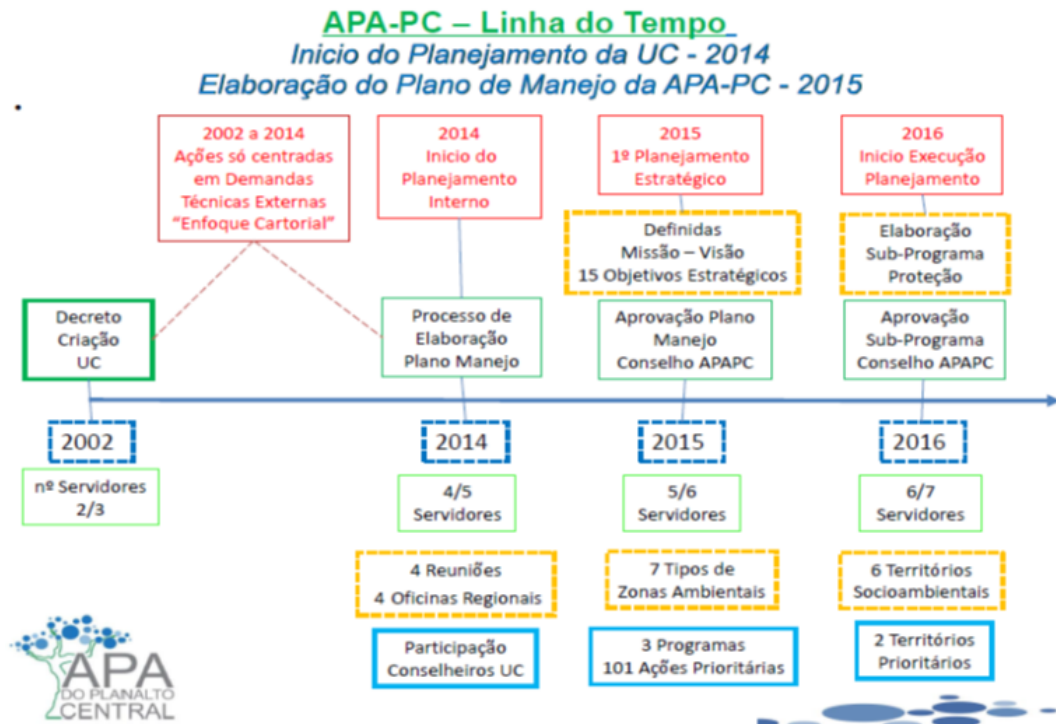 APA-PC – Linha do Tempo
Inicio do Planejamento da UC - 2014
Elaboração do Plano de Manejo da APA-PC - 2015
2002 a 2014
Ações só centradas
em Demandas
Técnicas Externas
“Enfoque Cartorial”
2014
Inicio do
Planejamento
Interno
2015
1º Planejamento
Estratégico
2016
Inicio Execução
Planejamento
Definidas
Missão – Visão
15 Objetivos Estratégicos
Elaboração
Sub-Programa
Proteção
Decreto
Criação
UC
Processo de
Elaboração
Plano Manejo
Aprovação Plano
Manejo
Conselho APAPC
Aprovação
Sub-Programa
Conselho APAPC
2002
2014
2015
2016
nº Servidores
2/3
4/5
Servidores
5/6
Servidores
6/7
Servidores
4 Reuniões
4 Oficinas Regionais
7 Tipos de
Zonas Ambientais
6 Territórios
Socioambientais
Participação
Conselheiros UC
3 Programas
101 Ações Prioritárias
2 Territórios
Prioritários
APA
DO PLANALTO
CENTRAL